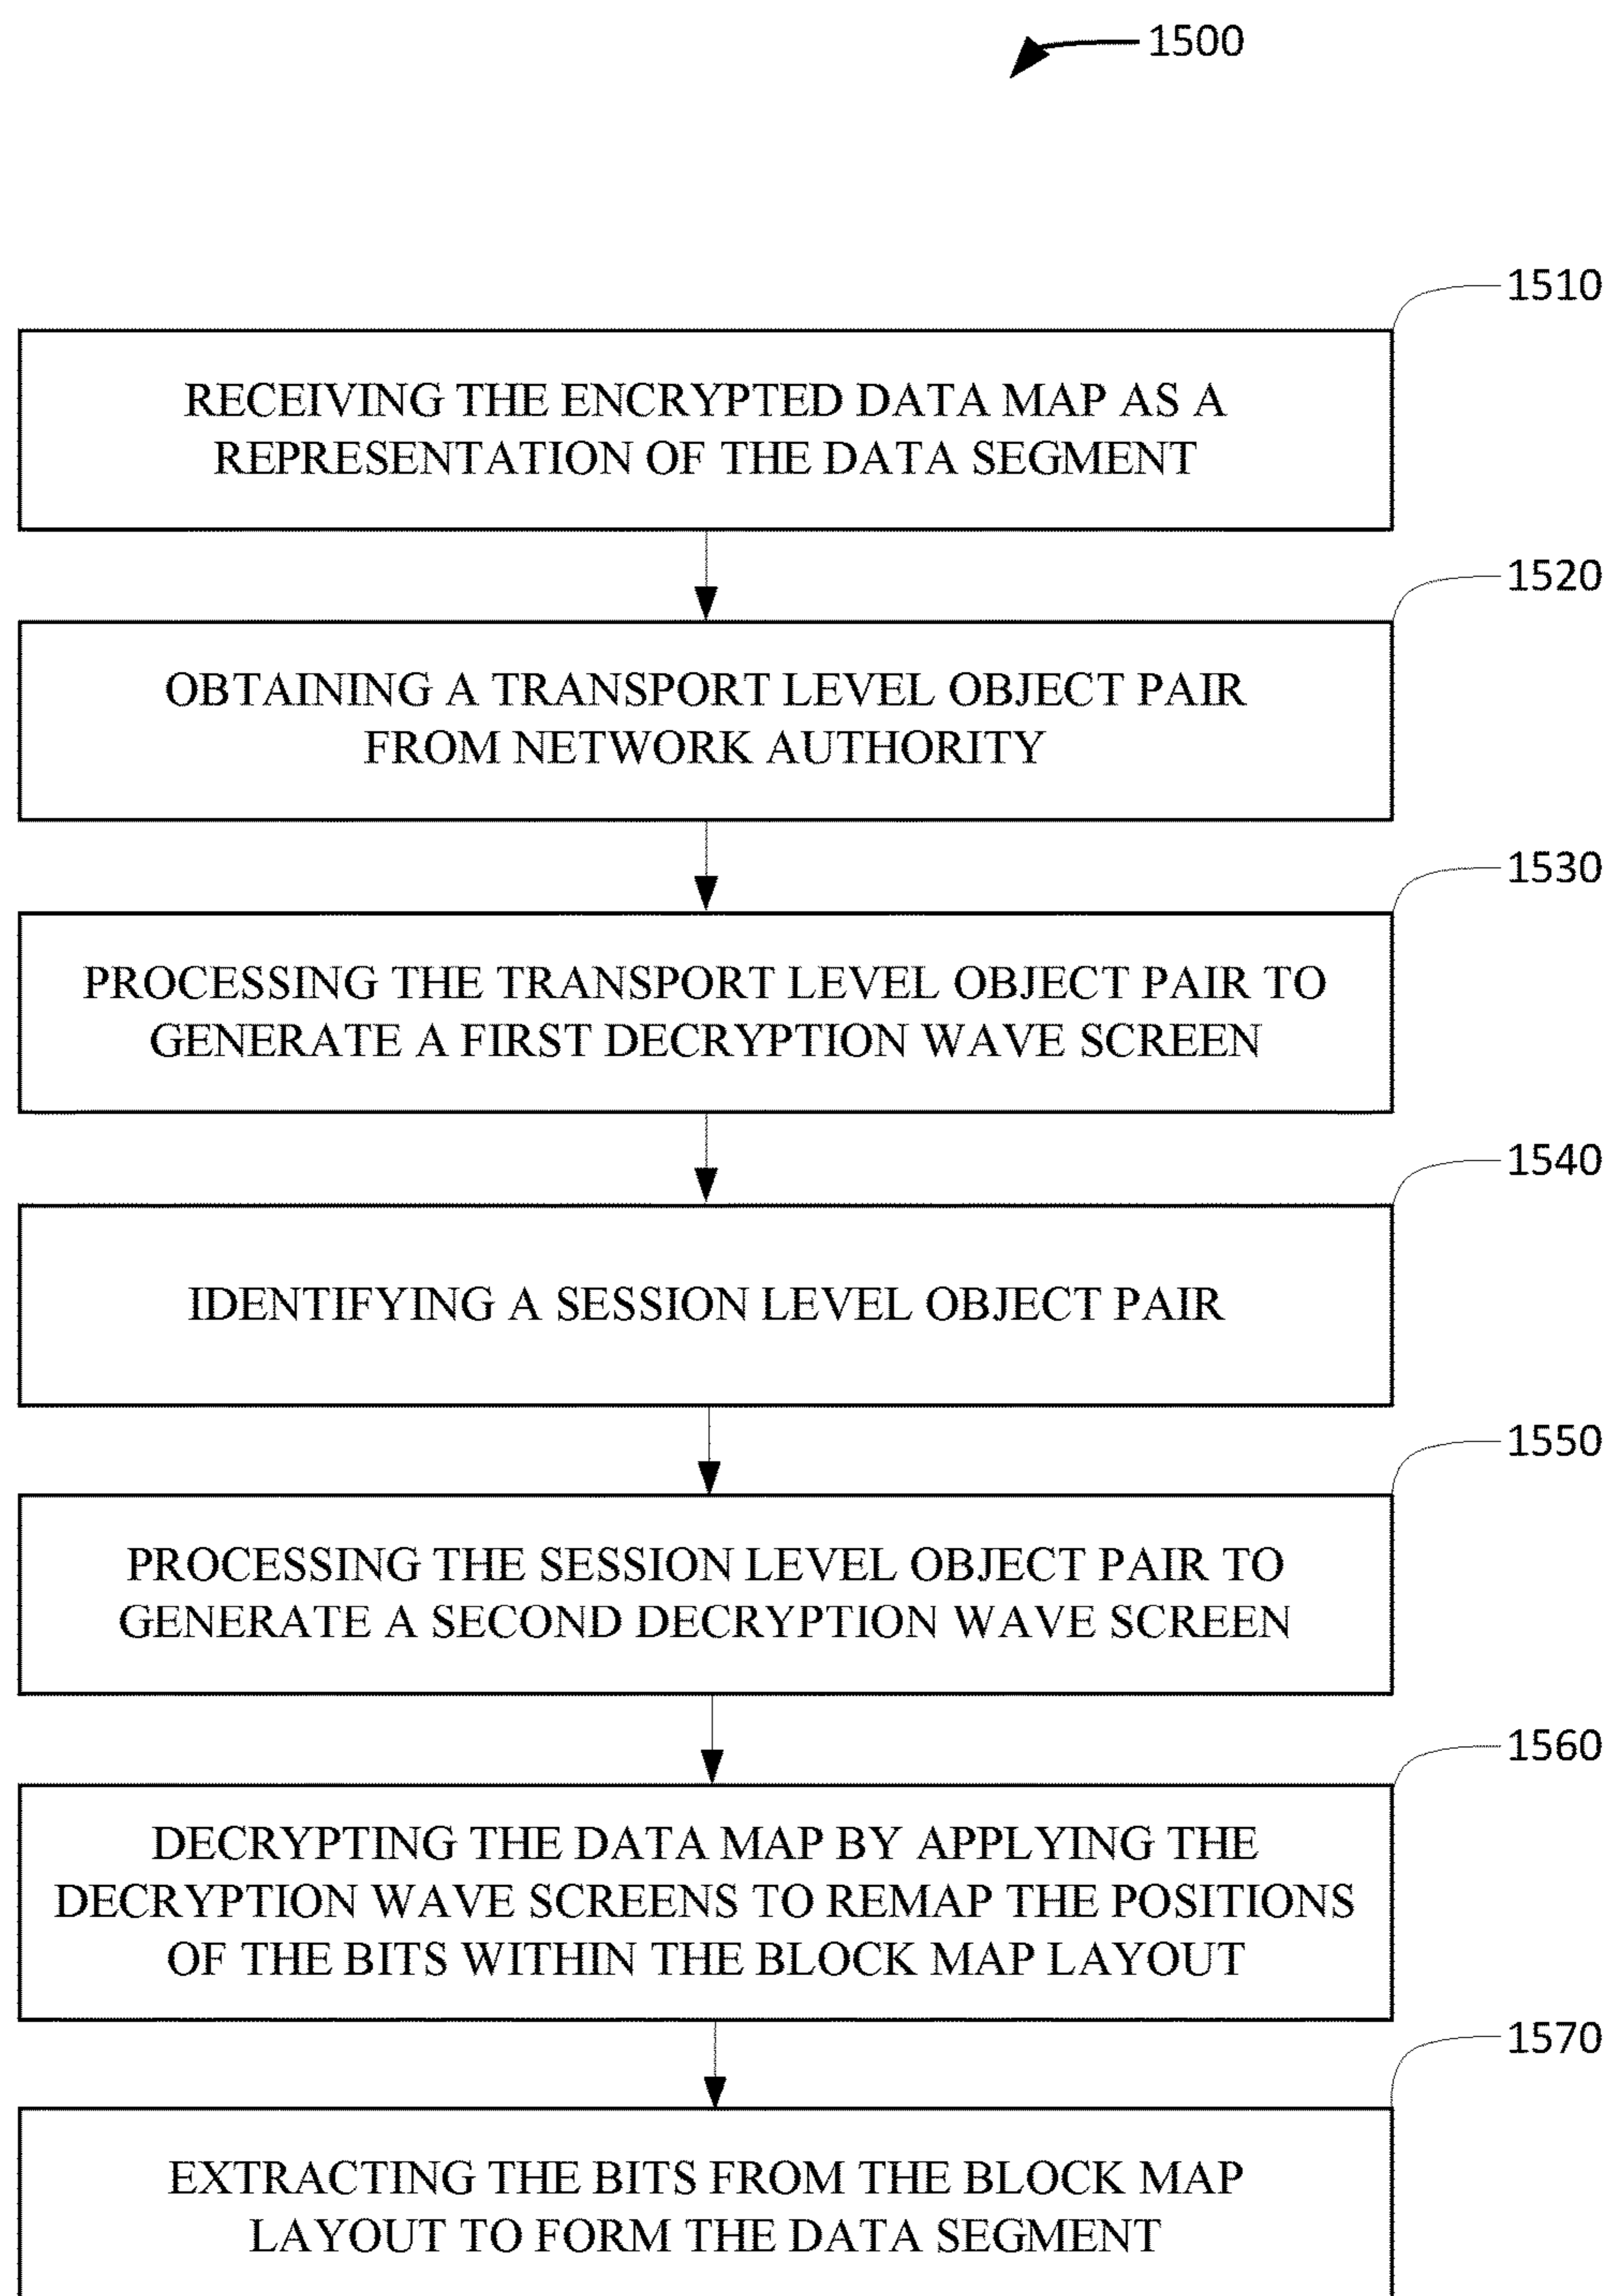 1500
1510
RECEIVING THE ENCRYPTED DATA MAP AS A
REPRESENTATION OF THE DATA SEGMENT
1520
OBTAINING A TRANSPORT LEVEL OBJECT PAIR
FROM NETWORK AUTHORITY
1530
PROCESSING THE TRANSPORT LEVEL OBJECT PAIR TO
GENERATE A FIRST DECRYPTION WAVE SCREEN
1540
IDENTIFYING A SESSION LEVEL OBJECT PAIR
1550
PROCESSING THE SESSION LEVEL OBJECT PAIR TO
GENERATE A SECOND DECRYPTION WAVE SCREEN
1560
DECRYPTING THE DATA MAP BY APPLYING THE
DECRYPTION WAVE SCREENS TO REMAP THE POSITIONS
OF THE BITS WITHIN THE BLOCK MAP LAYOUT
1570
EXTRACTING THE BITS FROM THE BLOCK MAP
LAYOUT TO FORM THE DATA SEGMENT